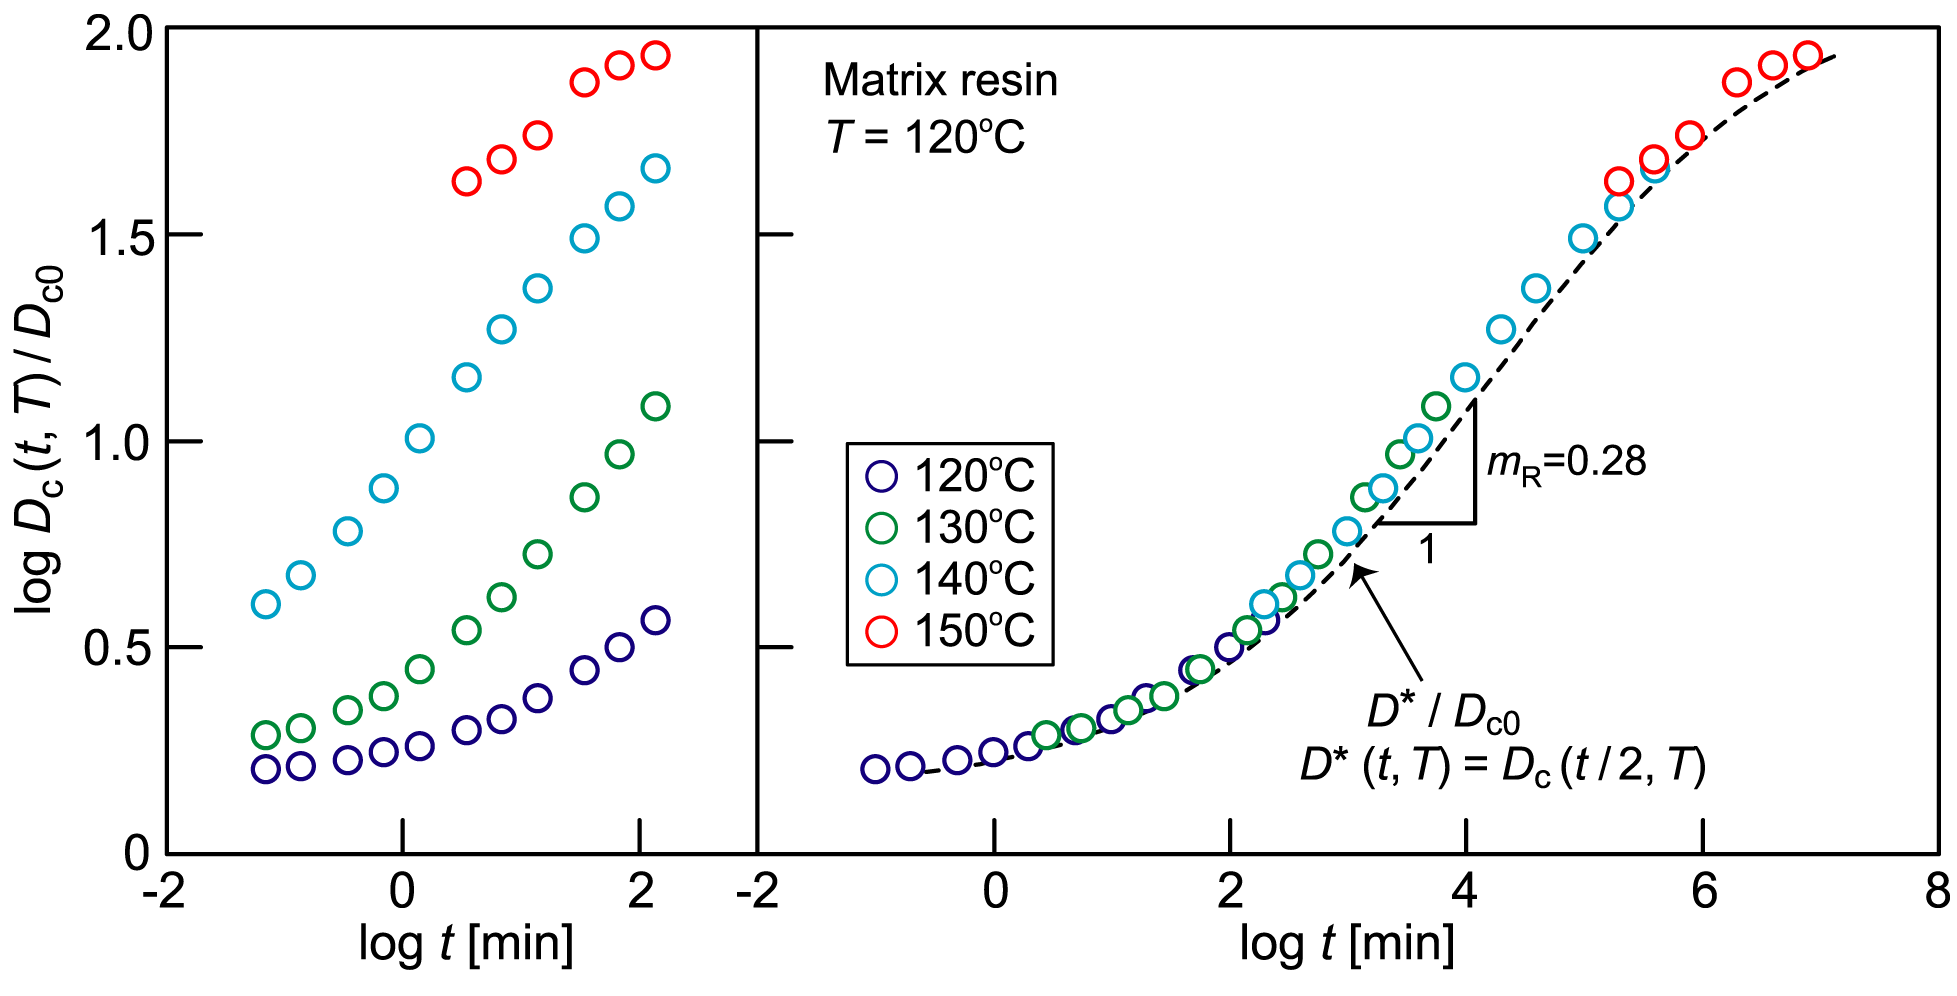 log Dc (t, T) / Dc0
2.0
1.5
1.0
0.5
0
-2
0
2
log t [min]
Matrix resin
T = 120°C
120°C
130°C
140°C
150°C
mR=0.28
1
D* / Dc0
D* (t, T) = Dc (t / 2, T)
-2
0
2
4
6
8
log t [min]